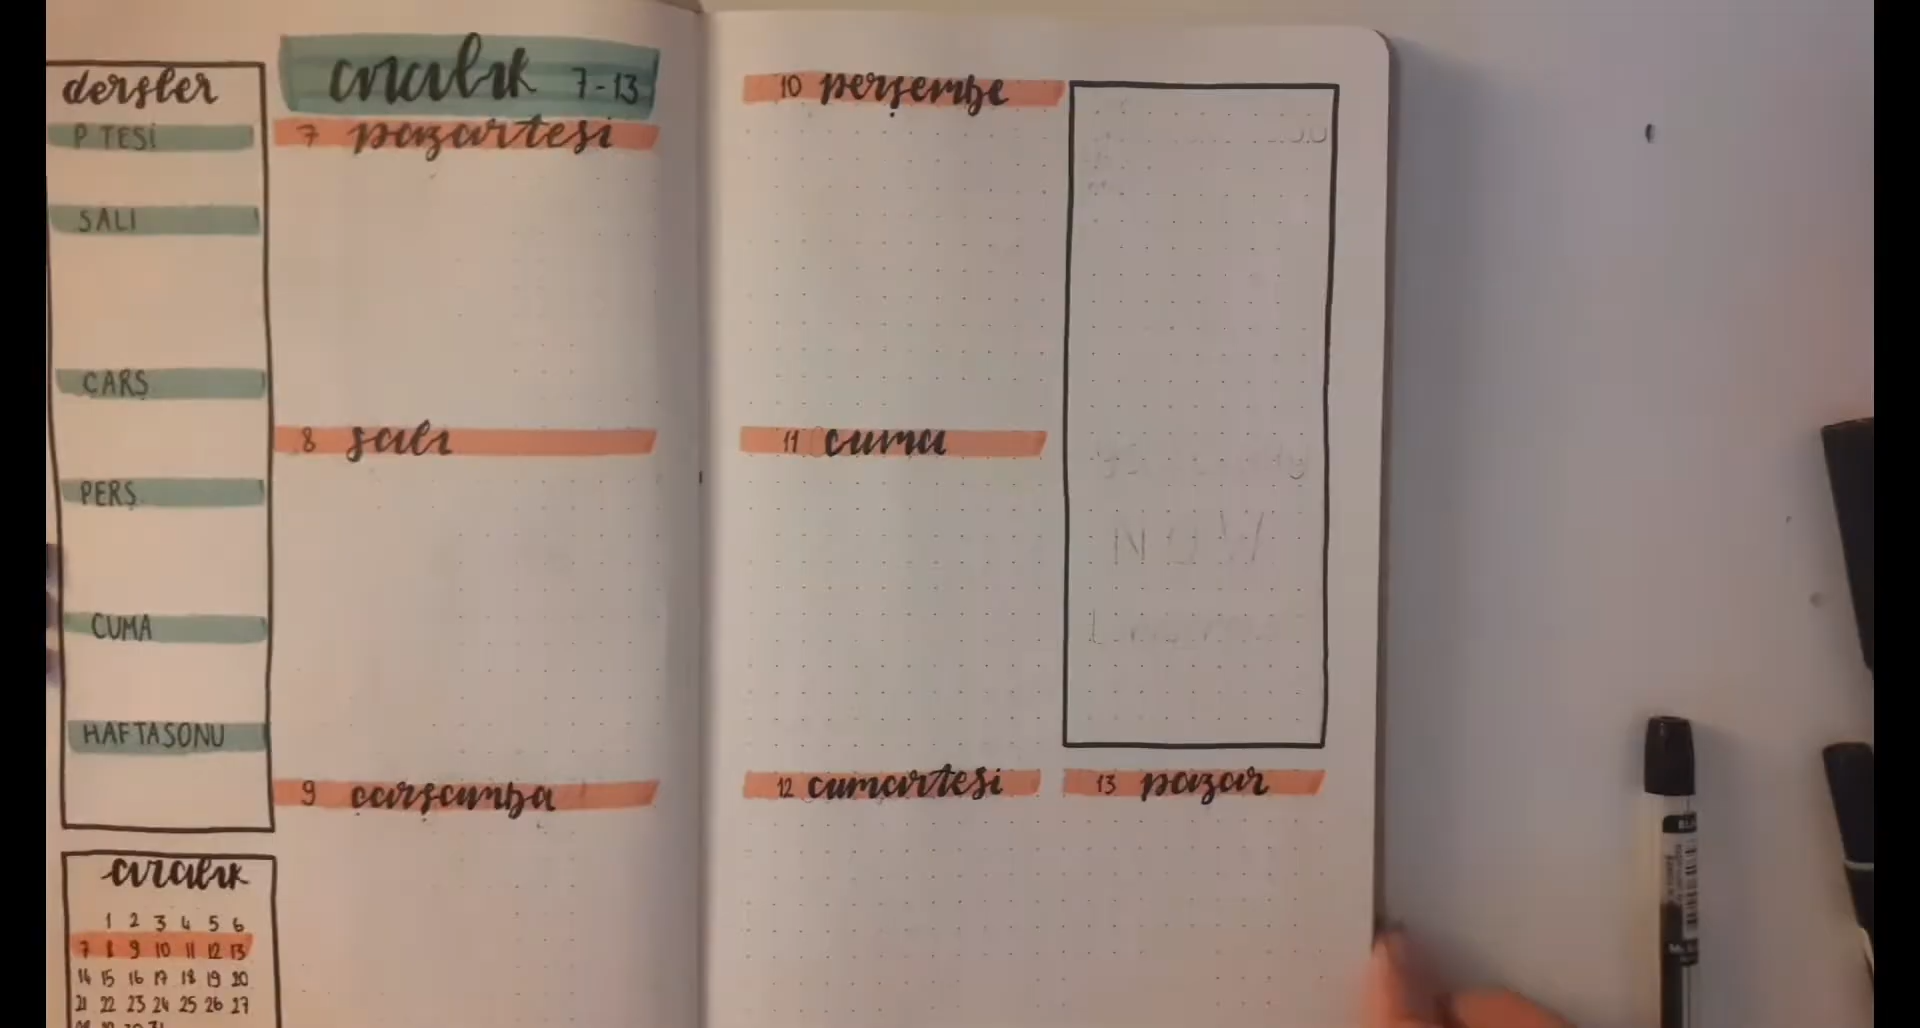 dersler
P TESİ
SALI
ÇARŞ
PERŞ
CUMA
HAFTASONU
aralık
1 2 3 4 5 6
7 8 9 10 11 12 13
14 15 16 17 18 19 20
21 22 23 24 25 26 27
aralık 7-13
7 pazartesi
8 salı
9 çarşamba
10 perşembe
11 cuma
NOW
12 cumartesi
13 pazar